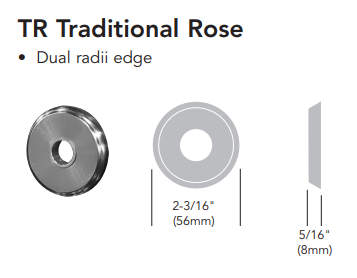 TR Traditional Rose
• Dual radii edge
2-3/16"
(56mm)
5/16"
(8mm)